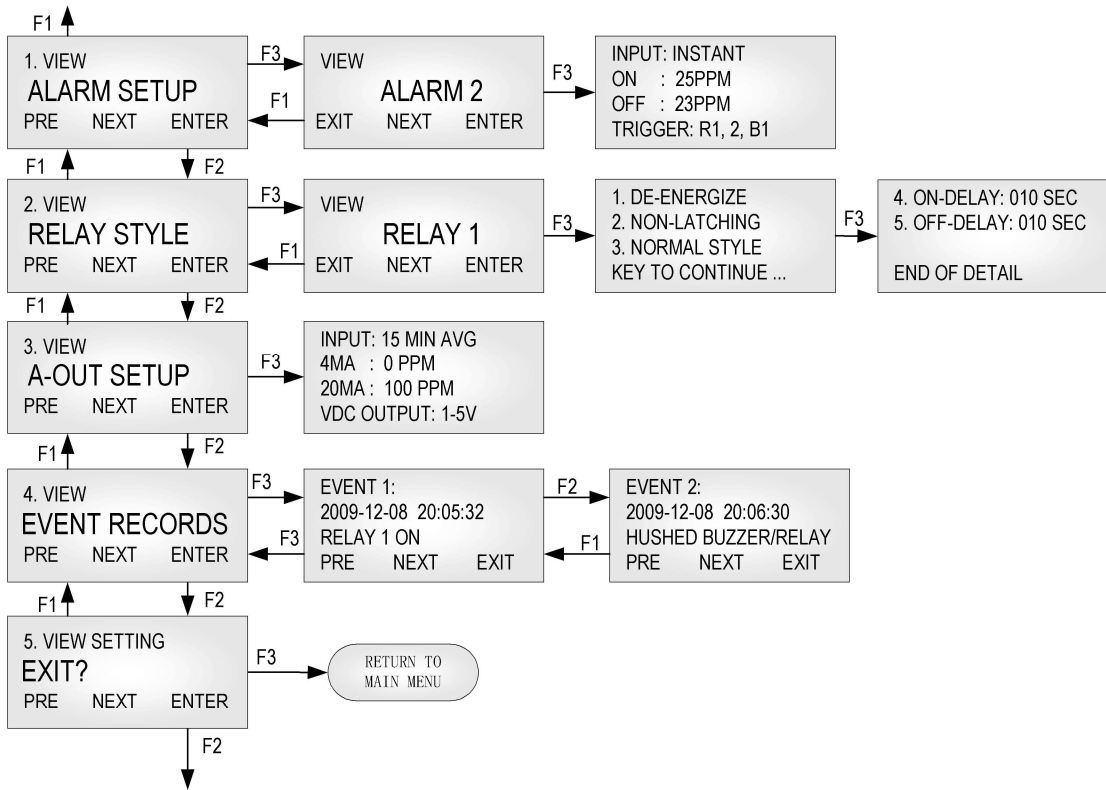 F1
1. VIEW
ALARM SETUP
PRE NEXT ENTER
F3
F1
VIEW
ALARM 2
EXIT NEXT ENTER
F3
INPUT: INSTANT
ON : 25PPM
OFF : 23PPM
TRIGGER: R1, 2, B1
F1
F2
2. VIEW
RELAY STYLE
PRE NEXT ENTER
F3
F1
VIEW
RELAY 1
EXIT NEXT ENTER
F3
1. DE-ENERGIZE
2. NON-LATCHING
3. NORMAL STYLE
KEY TO CONTINUE ...
F3
4. ON-DELAY: 010 SEC
5. OFF-DELAY: 010 SEC
END OF DETAIL
F1
F2
3. VIEW
A-OUT SETUP
PRE NEXT ENTER
F3
INPUT: 15 MIN AVG
4MA : 0 PPM
20MA : 100 PPM
VDC OUTPUT: 1-5V
F1
F2
4. VIEW
EVENT RECORDS
PRE NEXT ENTER
F3
F3
EVENT 1:
2009-12-08 20:05:32
RELAY 1 ON
PRE NEXT EXIT
F2
F1
EVENT 2:
2009-12-08 20:06:30
HUSHED BUZZER/RELAY
PRE NEXT EXIT
F1
F2
5. VIEW SETTING
EXIT?
PRE NEXT ENTER
F3
RETURN TO
MAIN MENU
F2